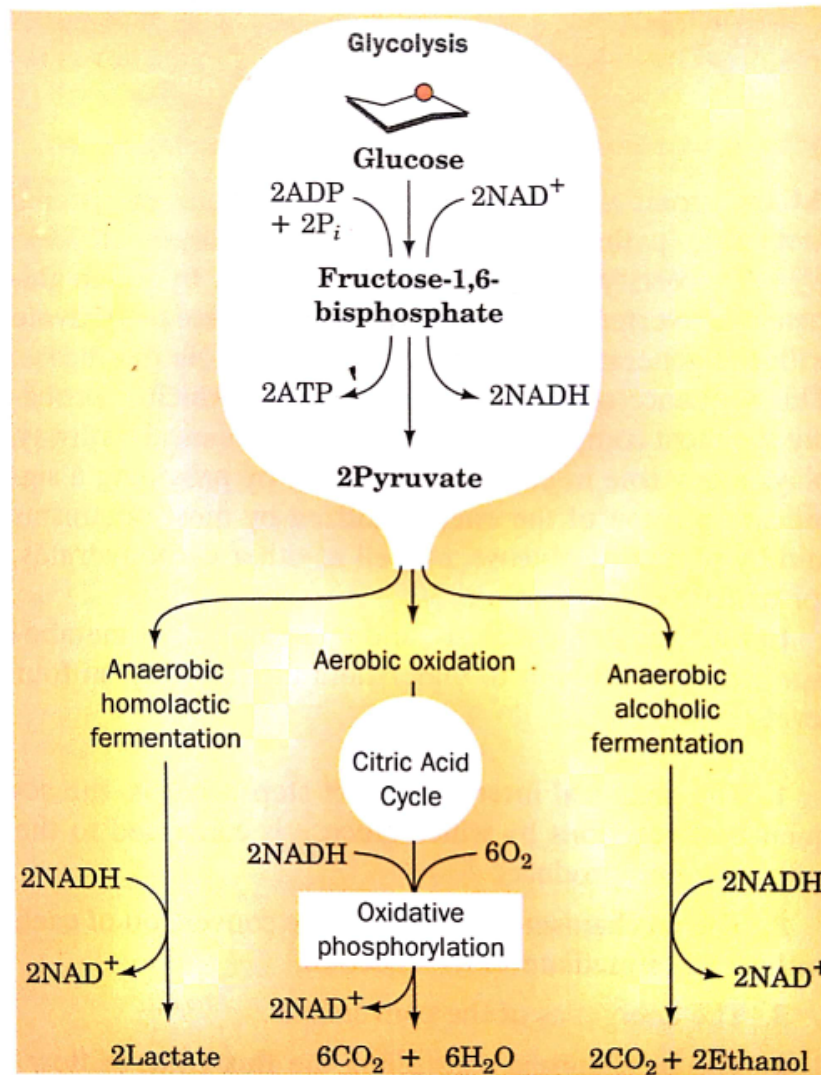 Glycolysis
Glucose
2ADP
+ 2Pᵢ
2NAD⁺
Fructose-1,6-
bisphosphate
2ATP
2NADH
2Pyruvate
Anaerobic
homolactic
fermentation
Aerobic oxidation
Anaerobic
alcoholic
fermentation
Citric Acid
Cycle
2NADH
6O₂
2NADH
2NAD⁺
Oxidative
phosphorylation
2NADH
2NAD⁺
2NAD⁺
2Lactate
6CO₂ + 6H₂O
2CO₂ + 2Ethanol